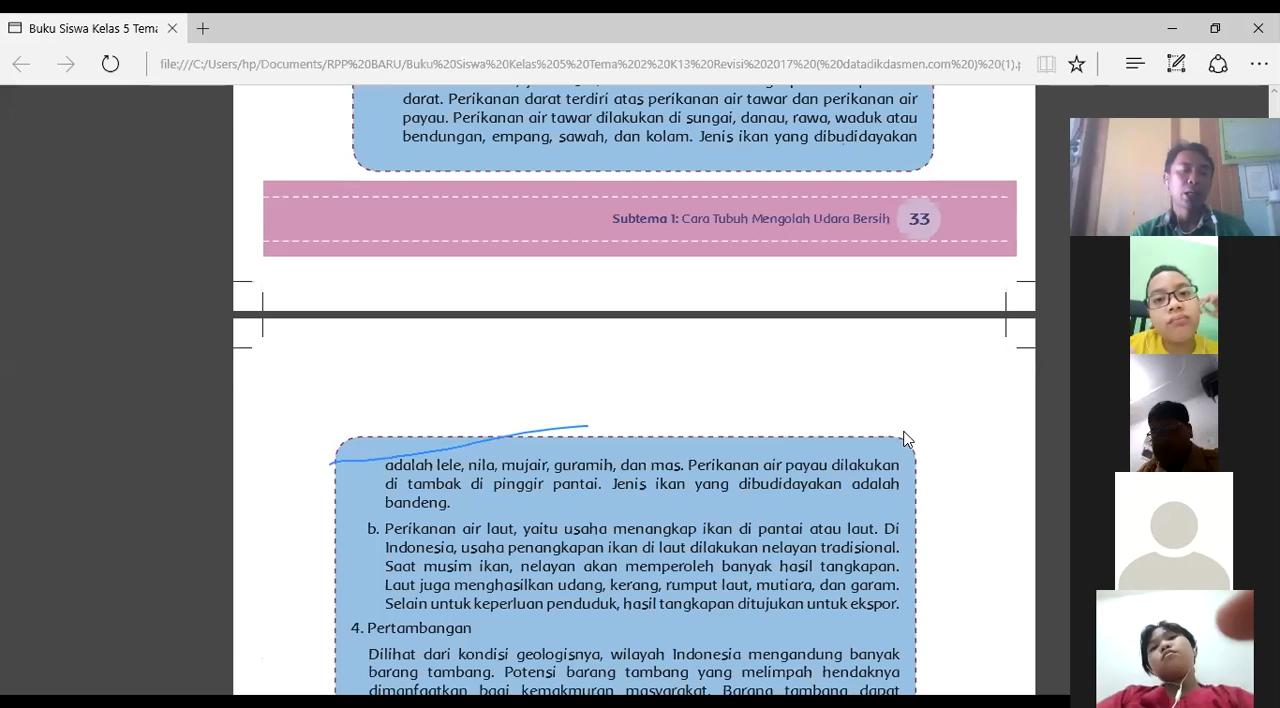 Buku Siswa Kelas 5 Tema
file:///C:/Users/hp/Documents/RPP%20BARU/Buku%20Siswa%20Kelas%205%20Tema%202%20K13%20Revisi%202017%20(%20datadikdasmen.com%20)%20(1).p
darat. Perikanan darat terdiri atas perikanan air tawar dan perikanan air
payau. Perikanan air tawar dilakukan di sungai, danau, rawa, waduk atau
bendungan, empang, sawah, dan kolam. Jenis ikan yang dibudidayakan
Subtema 1: Cara Tubuh Mengolah Udara Bersih 33
adalah lele, nila, mujair, guramih, dan mas. Perikanan air payau dilakukan
di tambak di pinggir pantai. Jenis ikan yang dibudidayakan adalah
bandeng.
b. Perikanan air laut, yaitu usaha menangkap ikan di pantai atau laut. Di
Indonesia, usaha penangkapan ikan di laut dilakukan nelayan tradisional.
Saat musim ikan, nelayan akan memperoleh banyak hasil tangkapan.
Laut juga menghasilkan udang, kerang, rumput laut, mutiara, dan garam.
Selain untuk keperluan penduduk, hasil tangkapan ditujukan untuk ekspor.
4. Pertambangan
Dilihat dari kondisi geologisnya, wilayah Indonesia mengandung banyak
barang tambang. Potensi barang tambang yang melimpah hendaknya
dimanfaatkan bagi kemakmuran masyarakat. Barang tambang dapat